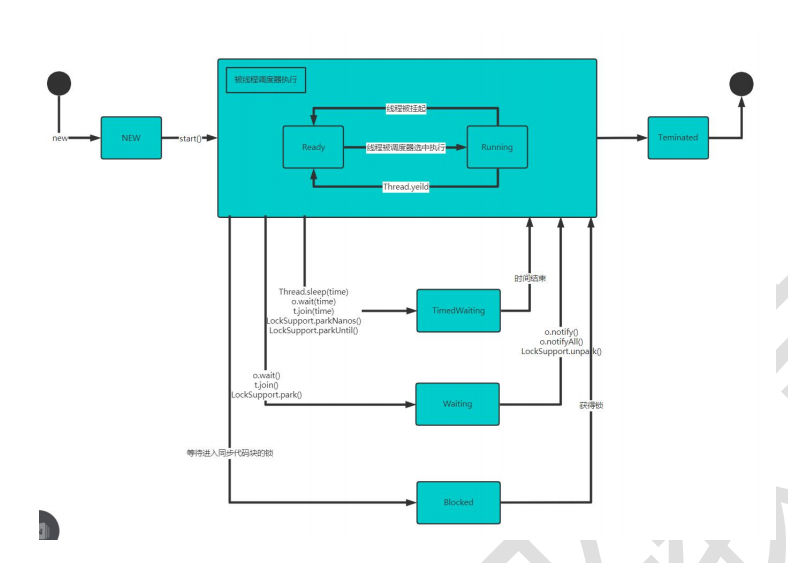 被线程调度器执行
线程被挂起
new
NEW
start()
Ready
线程被调度器选中执行
Running
Teminated
Thread.yeild
时间结束
Thread.sleep(time)
o.wait(time)
t.join(time)
LockSupport.parkNanos()
LockSupport.parkUntil()
TimedWaiting
o.notify()
o.notifyAll()
LockSupport.unpark()
o.wait()
t.join()
LockSupport.park()
Waiting
获得锁
等待进入同步代码块的锁
Blocked